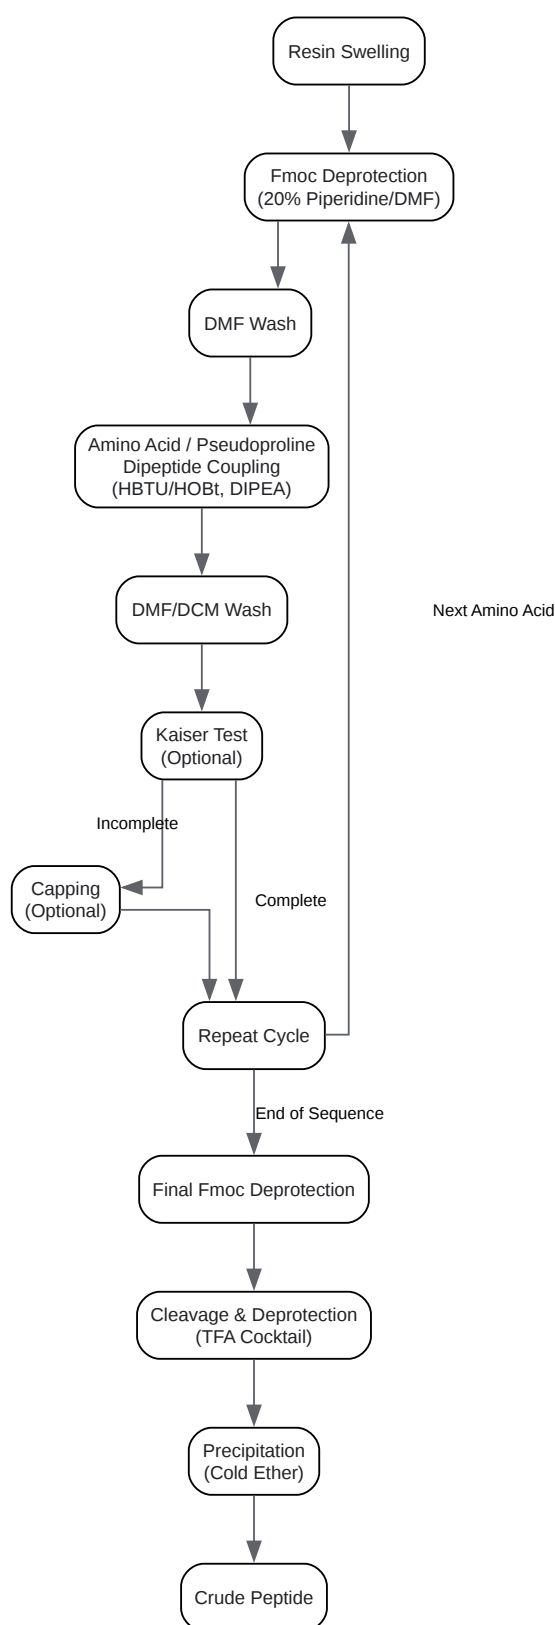 Resin Swelling
Fmoc Deprotection
(20% Piperidine/DMF)
DMF Wash
Amino Acid / Pseudoproline
Dipeptide Coupling
(HBTU/HOBt, DIPEA)
DMF/DCM Wash
Next Amino Acid
Kaiser Test
(Optional)
Incomplete
Capping
(Optional)
Complete
Repeat Cycle
End of Sequence
Final Fmoc Deprotection
Cleavage & Deprotection
(TFA Cocktail)
Precipitation
(Cold Ether)
Crude Peptide